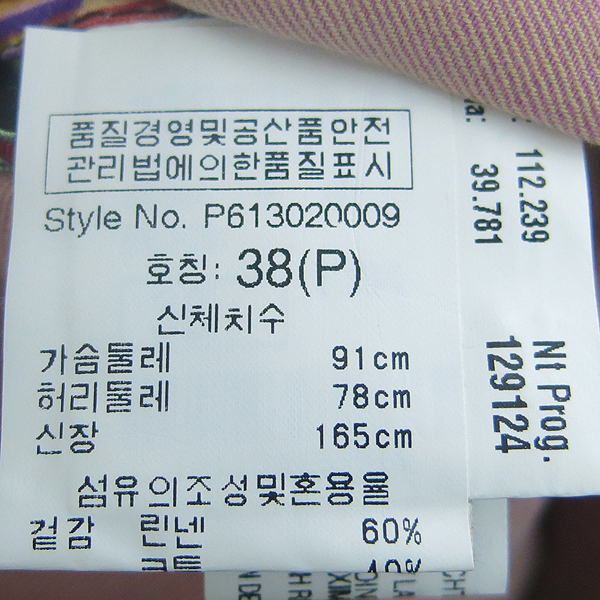 품질경영및공산품안전
관리법에의한품질표시
Style No. P613020009
호칭: 38(P)
신체치수
가슴둘레 91cm
허리둘레 78cm
신장 165cm
섬유의조성및혼용율
겉감 린넨 60%
112.239
39.781
Nt Prog.
129124